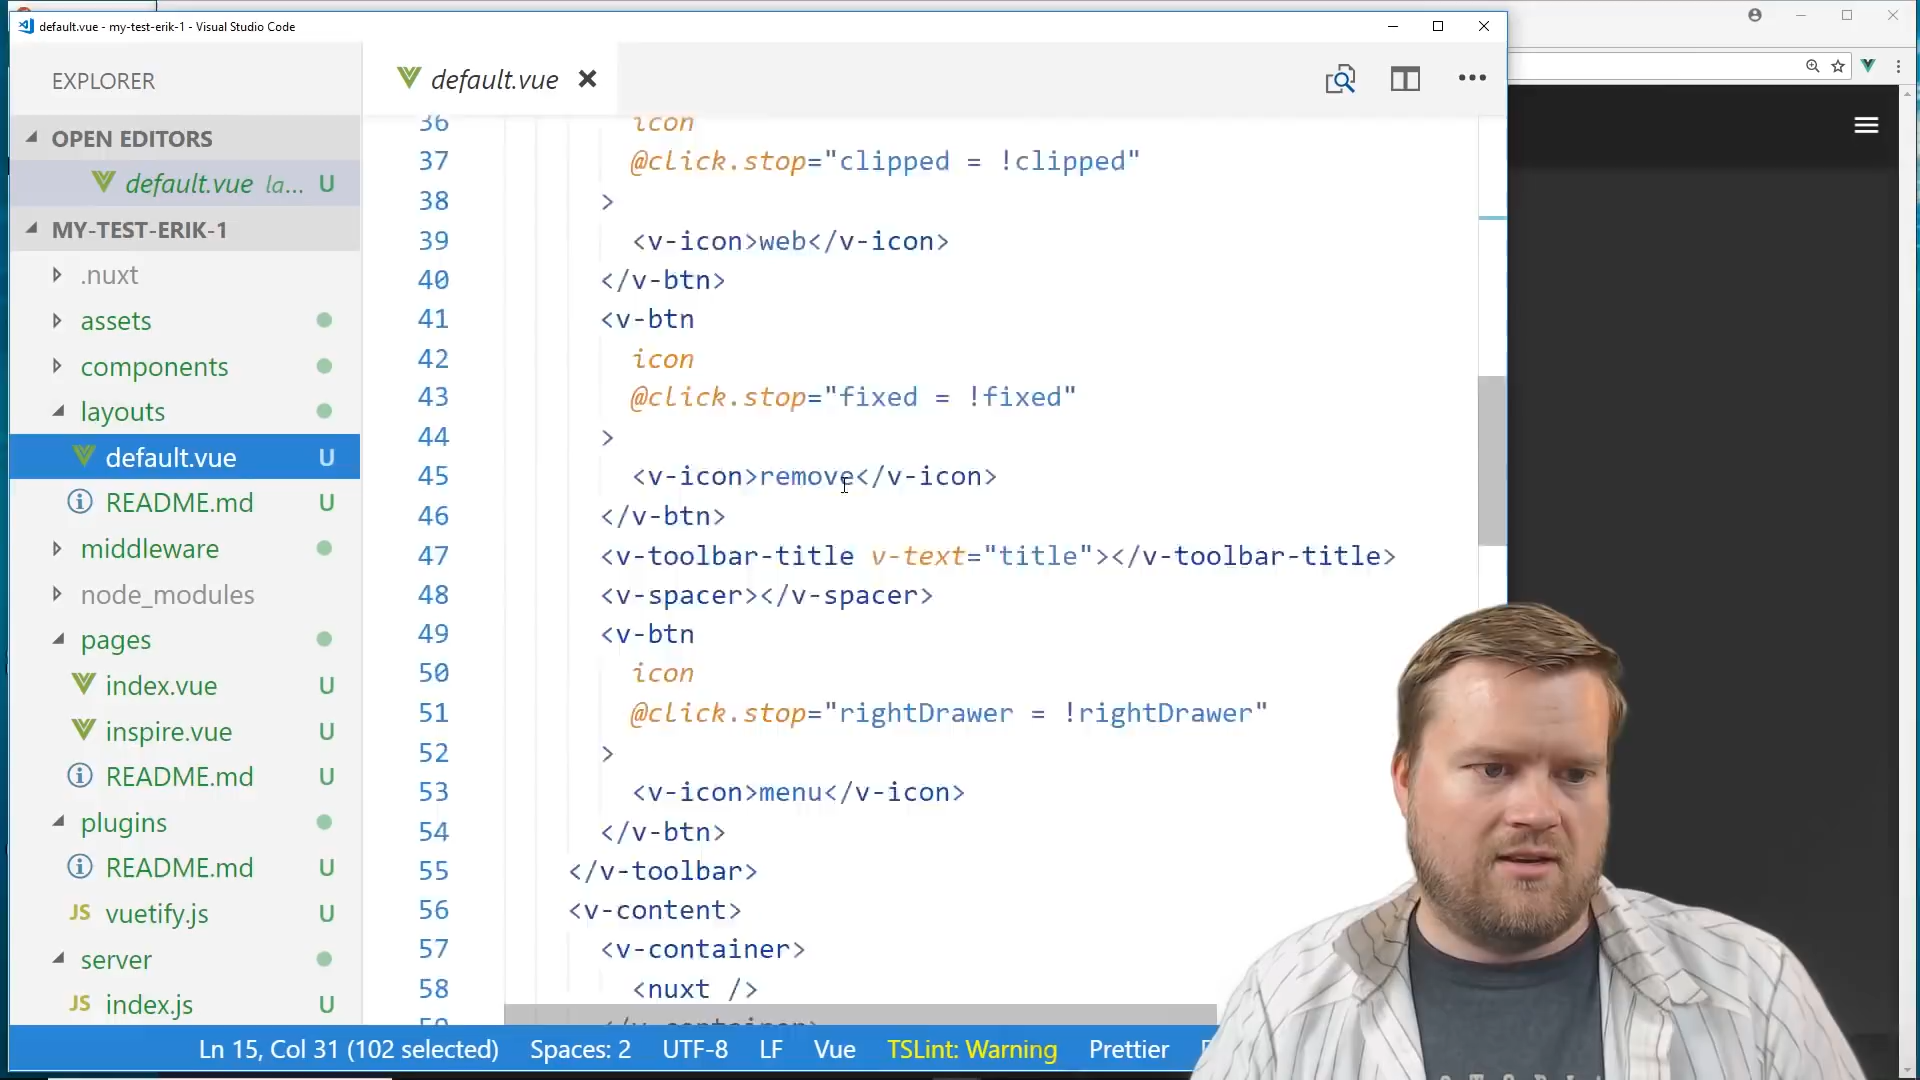 default.vue - my-test-erik-1 - Visual Studio Code
EXPLORER
OPEN EDITORS
default.vue la... U
MY-TEST-ERIK-1
.nuxt
assets
components
layouts
default.vue U
README.md U
middleware
node_modules
pages
index.vue U
inspire.vue U
README.md U
plugins
README.md U
JS vuetify.js U
server
JS index.js U
default.vue
36 icon
37 @click.stop="clipped = !clipped"
38 >
39 <v-icon>web</v-icon>
40 </v-btn>
41 <v-btn
42 icon
43 @click.stop="fixed = !fixed"
44 >
45 <v-icon>remove</v-icon>
46 </v-btn>
47 <v-toolbar-title v-text="title"></v-toolbar-title>
48 <v-spacer></v-spacer>
49 <v-btn
50 icon
51 @click.stop="rightDrawer = !rightDrawer"
52 >
53 <v-icon>menu</v-icon>
54 </v-btn>
55 </v-toolbar>
56 <v-content>
57 <v-container>
58 <nuxt />
Ln 15, Col 31 (102 selected) Spaces: 2 UTF-8 LF Vue TSLint: Warning Prettier